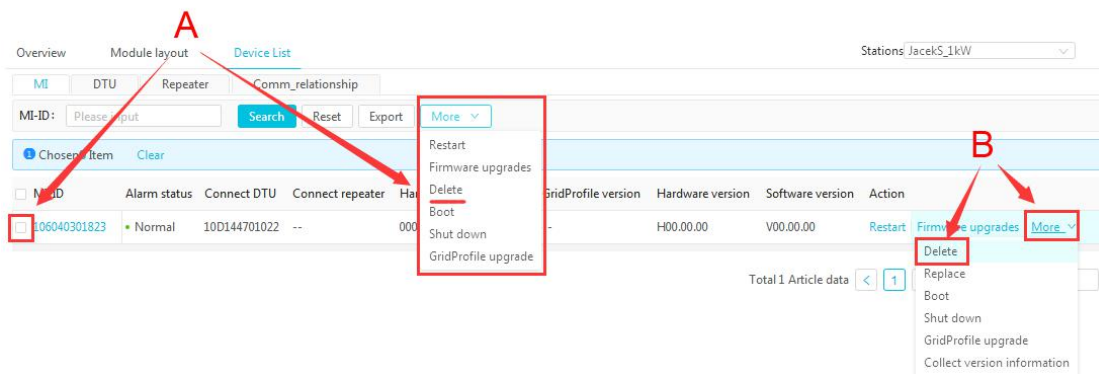 A
Overview Module layout Device List Stations JacekS_1kW
MI DTU Repeater Comm_relationship
MI-ID: Please input Search Reset Export More
Restart
B
Chosen Item Clear
Firmware upgrades
Delete
Alarm status Connect DTU Connect repeater GridProfile version Hardware version Software version Action
Boot
106040301823 Normal 10D144701022 -- 000 -- H00.00.00 V00.00.00 Restart Firmware upgrades More
Shut down
GridProfile upgrade
Delete
Total 1 Article data < 1
Replace
Boot
Shut down
GridProfile upgrade
Collect version information